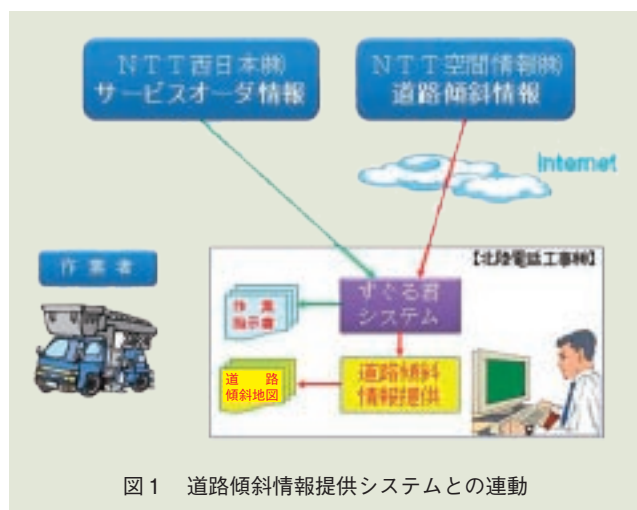 NTT西日本㈱
サービスオーダ情報
NTT空間情報㈱
道路傾斜情報
Internet
【北陸電話工事㈱】
作業者
すぐる君
システム
作業
指示書
道路
傾斜地図
道路傾斜
情報提供
図1 道路傾斜情報提供システムとの連動